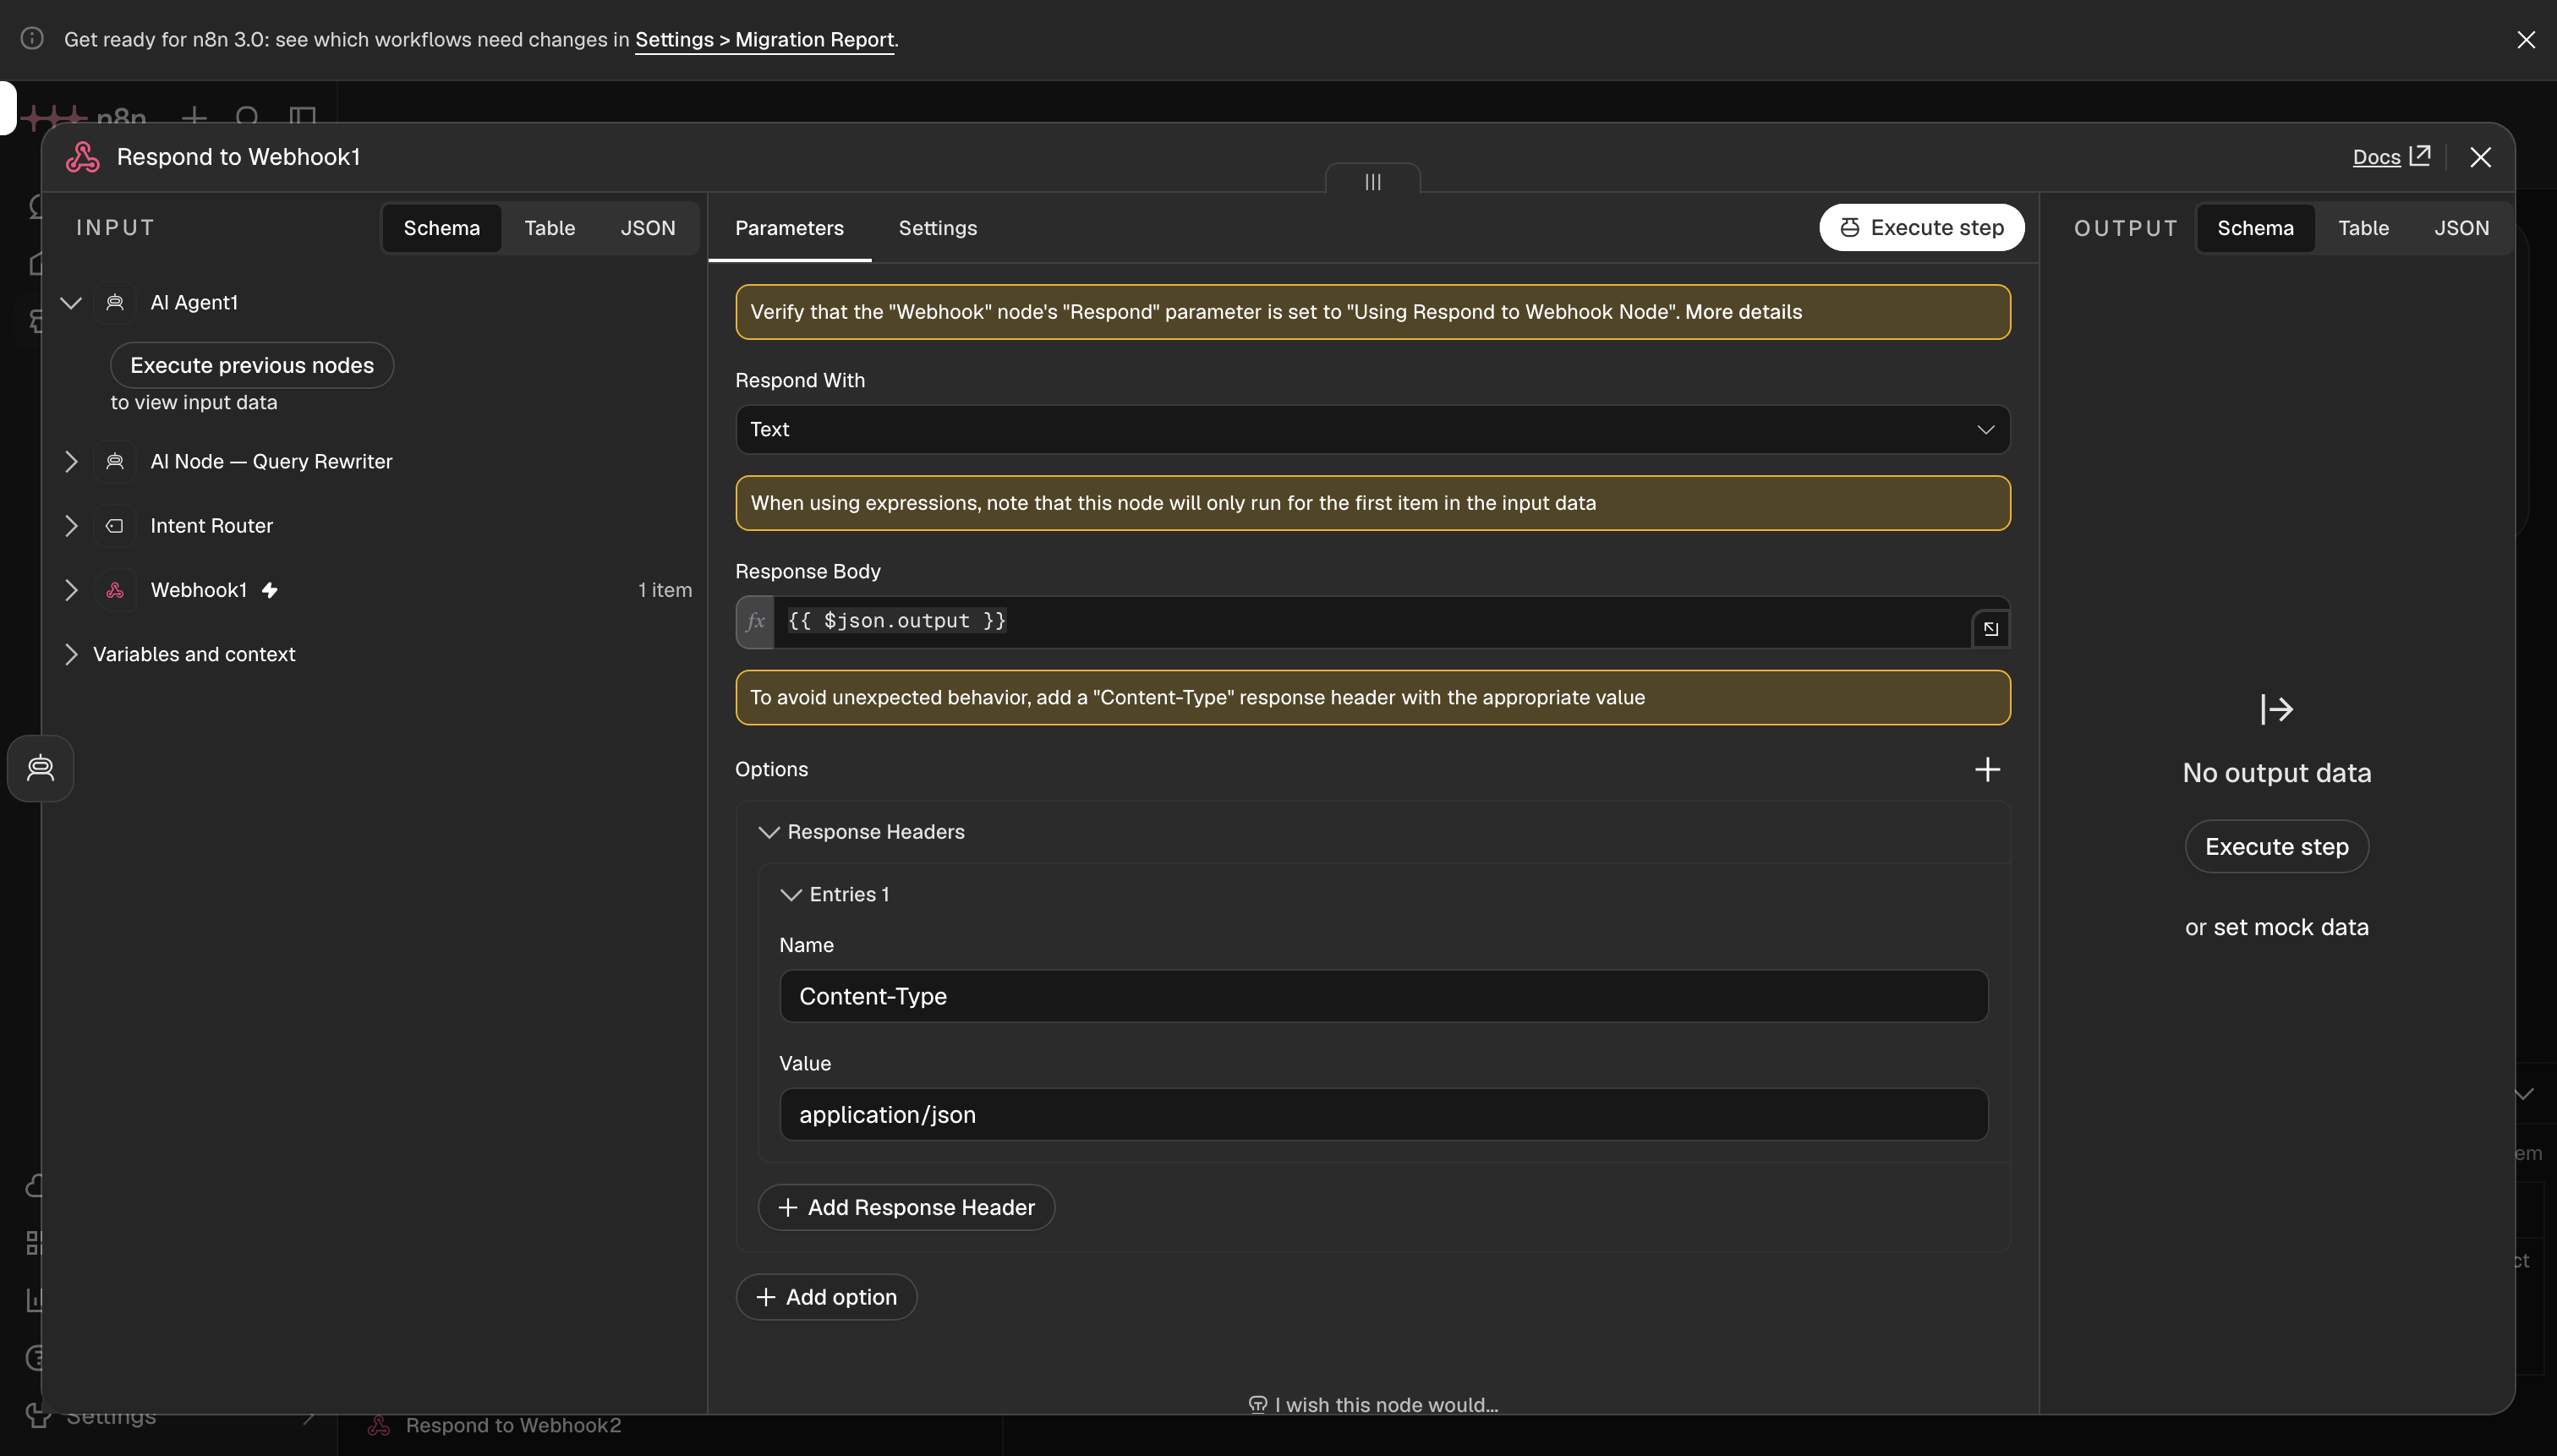 Get ready for n8n 3.0: see which workflows need changes in Settings > Migration Report.
n8n
Respond to Webhook1
Docs
INPUT
Schema
Table
JSON
Parameters
Settings
Execute step
OUTPUT
Schema
Table
JSON
AI Agent1
Execute previous nodes
to view input data
AI Node — Query Rewriter
Intent Router
Webhook1
1 item
Variables and context
Verify that the "Webhook" node's "Respond" parameter is set to "Using Respond to Webhook Node". More details
Respond With
Text
When using expressions, note that this node will only run for the first item in the input data
Response Body
fx
{{ $json.output }}
To avoid unexpected behavior, add a "Content-Type" response header with the appropriate value
Options
Response Headers
Entries 1
Name
Content-Type
Value
application/json
Add Response Header
Add option
I wish this node would...
No output data
Execute step
or set mock data
Settings
Respond to Webhook2